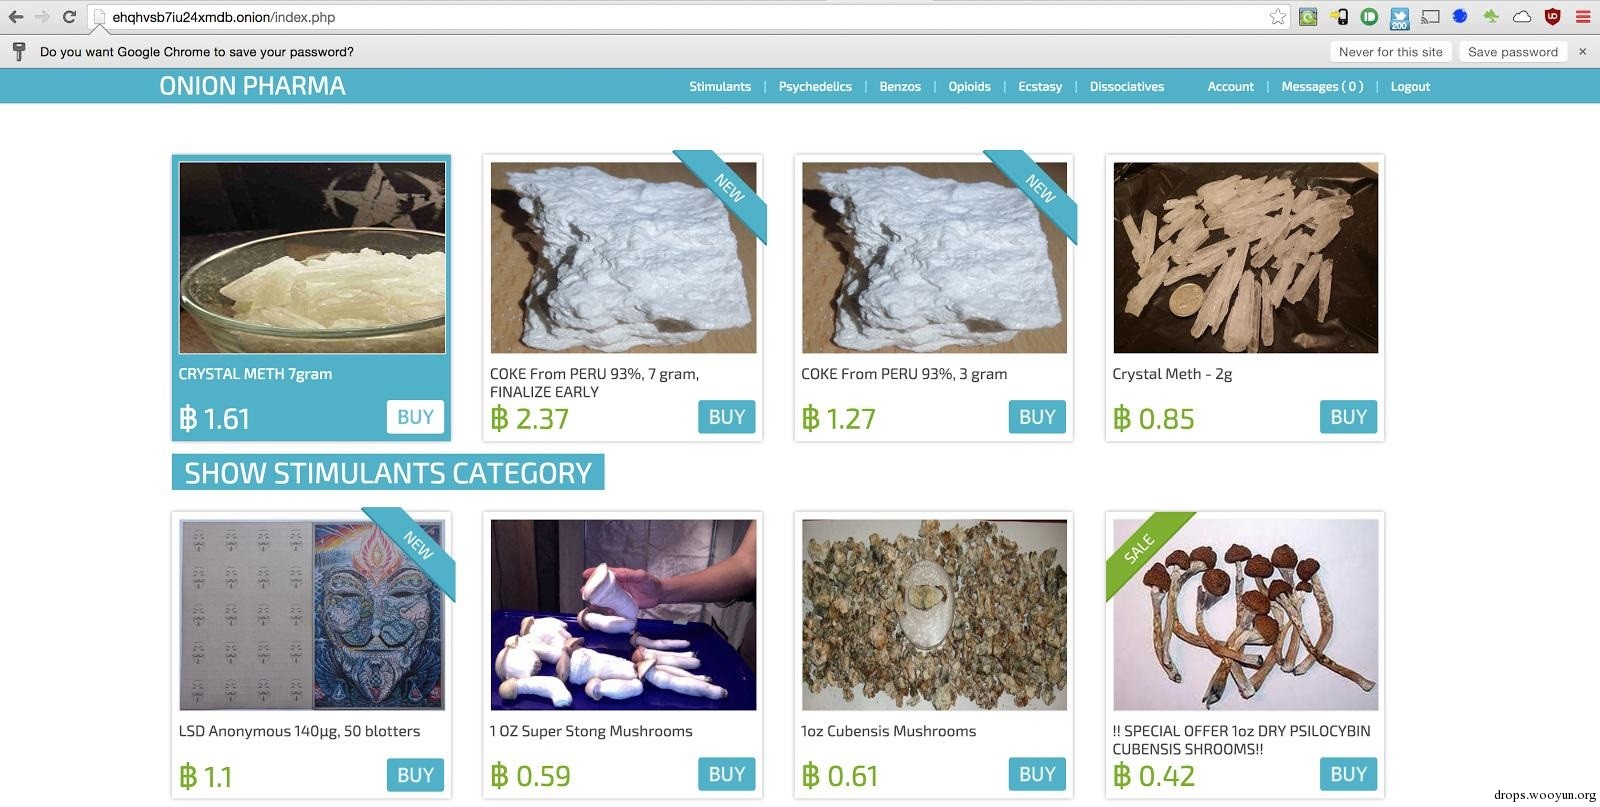 ehqhvsb7iu24xmdb.onion/index.php
200
Do you want Google Chrome to save your password?
Never for this site
Save password
×
ONION PHARMA
Stimulants | Psychedelics | Benzos | Opioids | Ecstasy | Dissociatives
Account | Messages ( 0 ) | Logout
NEW
NEW
CRYSTAL METH 7gram
฿ 1.61
BUY
COKE From PERU 93%, 7 gram,
FINALIZE EARLY
฿ 2.37
BUY
COKE From PERU 93%, 3 gram
฿ 1.27
BUY
Crystal Meth - 2g
฿ 0.85
BUY
SHOW STIMULANTS CATEGORY
NEW
SALE
LSD Anonymous 140µg, 50 blotters
฿ 1.1
BUY
1 OZ Super Stong Mushrooms
฿ 0.59
BUY
1oz Cubensis Mushrooms
฿ 0.61
BUY
!! SPECIAL OFFER 1oz DRY PSILOCYBIN
CUBENSIS SHROOMS!!
฿ 0.42
BUY
drops.wooyun.org